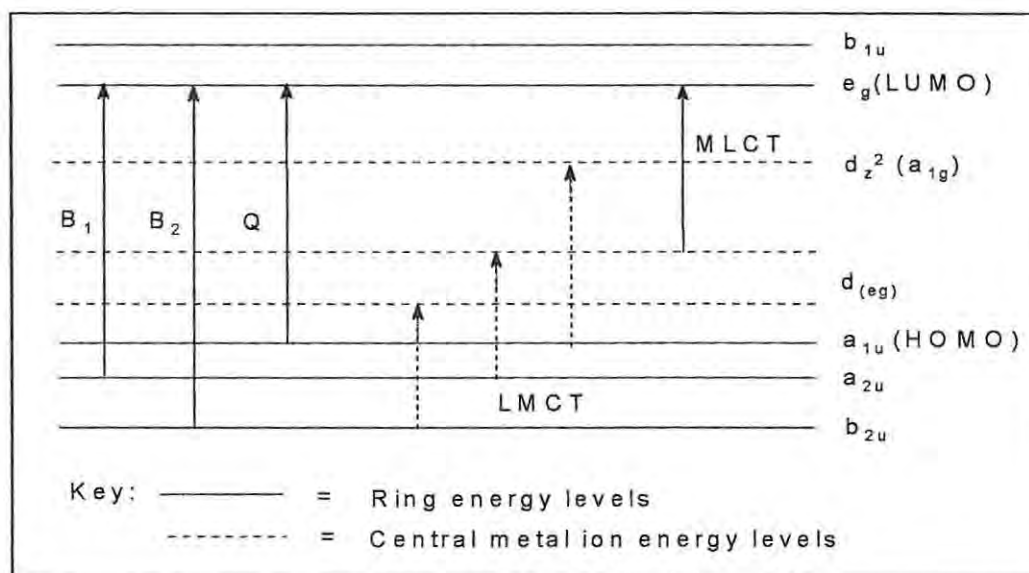 b1u
eg(LUMO)
MLCT
dz2 (a1g)
B1 B2 Q
d(eg)
a1u(HOMO)
a2u
LMCT
b2u
Key: = Ring energy levels
= Central metal ion energy levels